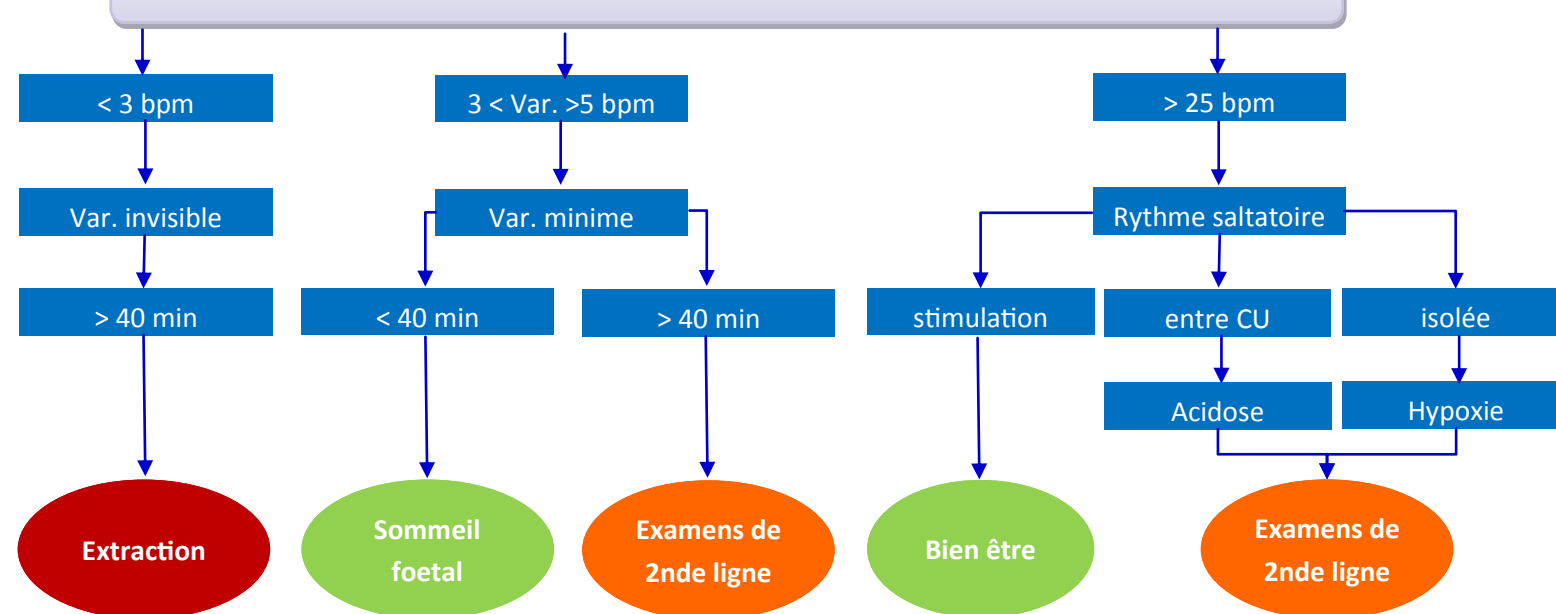 < 3 bpm
3 < Var. >5 bpm
> 25 bpm
Var. invisible
Var. minime
Rythme saltatoire
> 40 min
< 40 min
> 40 min
stimulation
entre CU
isolée
Acidose
Hypoxie
Extraction
Sommeil
foetal
Examens de
2nde ligne
Bien être
Examens de
2nde ligne